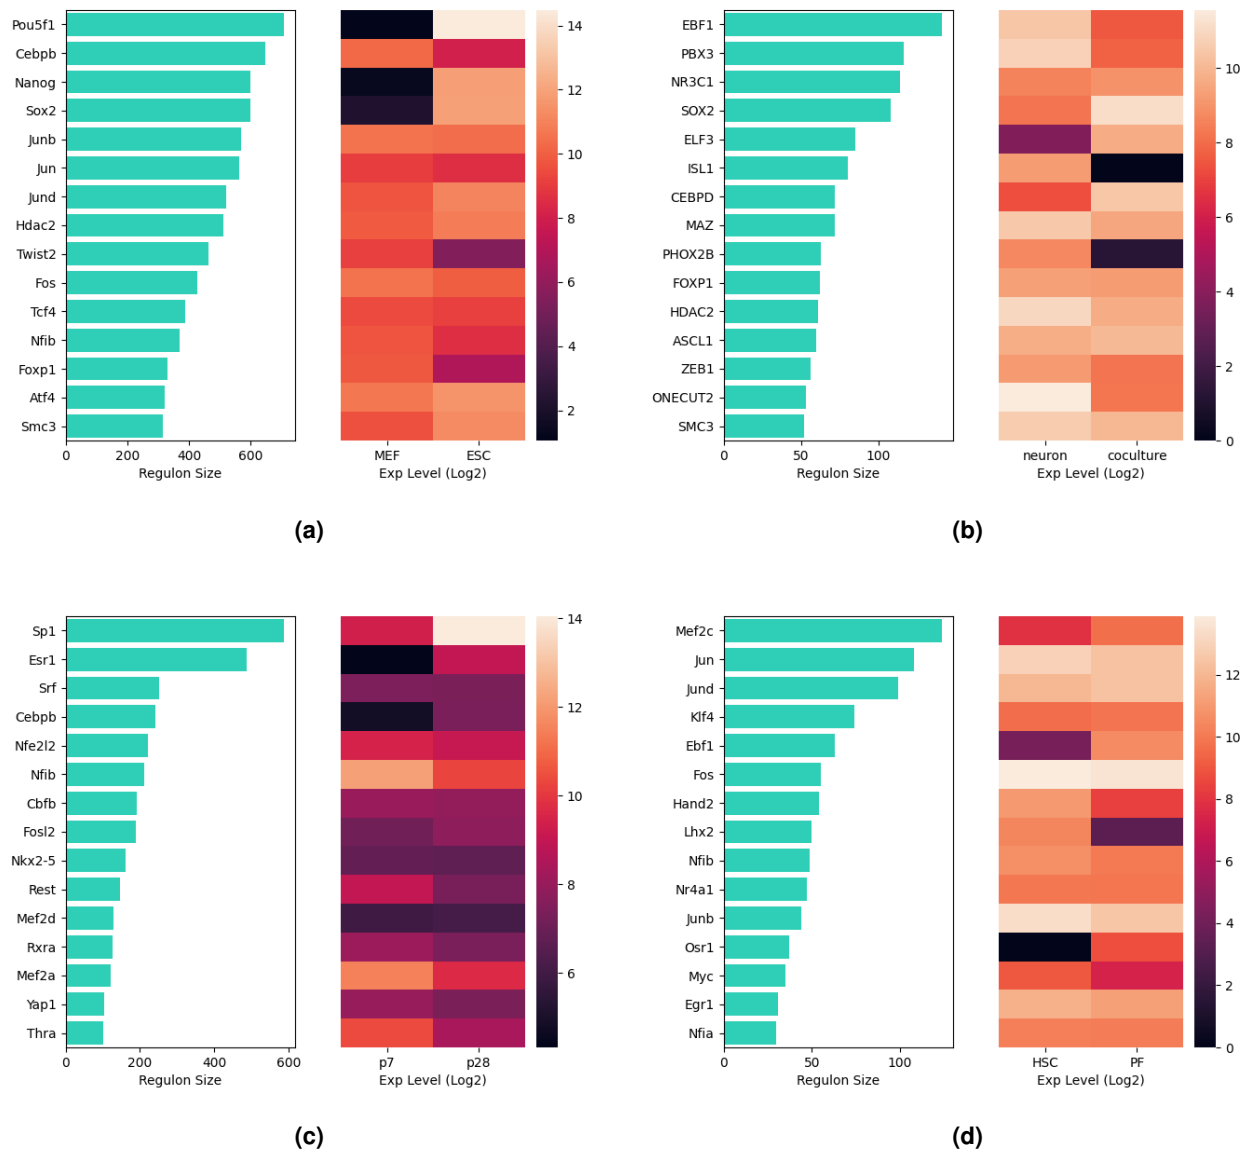 Pou5f1
Cebpb
Nanog
Sox2
Junb
Jun
Jund
Hdac2
Twist2
Fos
Tcf4
Nfib
Foxp1
Atf4
Smc3
0 200 400 600
Regulon Size
MEF ESC
Exp Level (Log2)
14
12
10
8
6
4
2
(a)
EBF1
PBX3
NR3C1
SOX2
ELF3
ISL1
CEBPD
MAZ
PHOX2B
FOXP1
HDAC2
ASCL1
ZEB1
ONECUT2
SMC3
0 50 100
Regulon Size
neuron coculture
Exp Level (Log2)
10
8
6
4
2
0
(b)
Sp1
Esr1
Srf
Cebpb
Nfe2l2
Nfib
Cbfb
Fosl2
Nkx2-5
Rest
Mef2d
Rxra
Mef2a
Yap1
Thra
0 200 400 600
Regulon Size
p7 p28
Exp Level (Log2)
14
12
10
8
6
(c)
Mef2c
Jun
Jund
Klf4
Ebf1
Fos
Hand2
Lhx2
Nfib
Nr4a1
Junb
Osr1
Myc
Egr1
Nfia
0 50 100
Regulon Size
HSC PF
Exp Level (Log2)
12
10
8
6
4
2
0
(d)